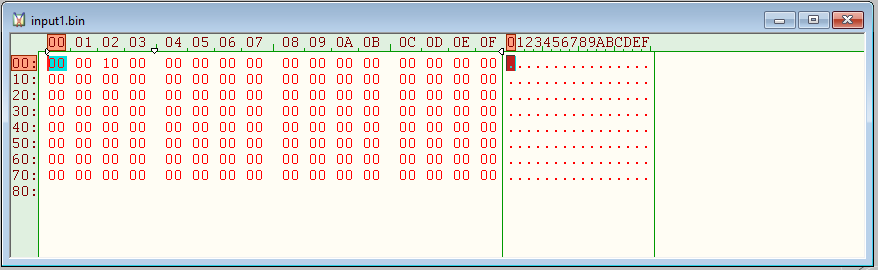 input1.bin
00 01 02 03 04 05 06 07 08 09 0A 0B 0C 0D 0E 0F 0123456789ABCDEF
00: 00 00 10 00 00 00 00 00 00 00 00 00 00 00 00 00 ................
10: 00 00 00 00 00 00 00 00 00 00 00 00 00 00 00 00 ................
20: 00 00 00 00 00 00 00 00 00 00 00 00 00 00 00 00 ................
30: 00 00 00 00 00 00 00 00 00 00 00 00 00 00 00 00 ................
40: 00 00 00 00 00 00 00 00 00 00 00 00 00 00 00 00 ................
50: 00 00 00 00 00 00 00 00 00 00 00 00 00 00 00 00 ................
60: 00 00 00 00 00 00 00 00 00 00 00 00 00 00 00 00 ................
70: 00 00 00 00 00 00 00 00 00 00 00 00 00 00 00 00 ................
80: